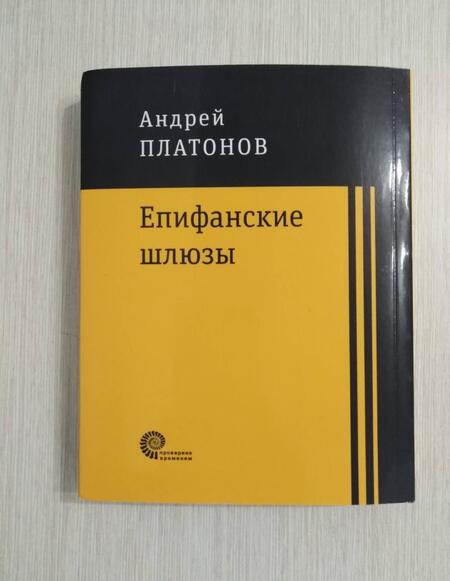 Андрей
ПЛАТОНОВ
Епифанские
шлюзы
проверено
временем